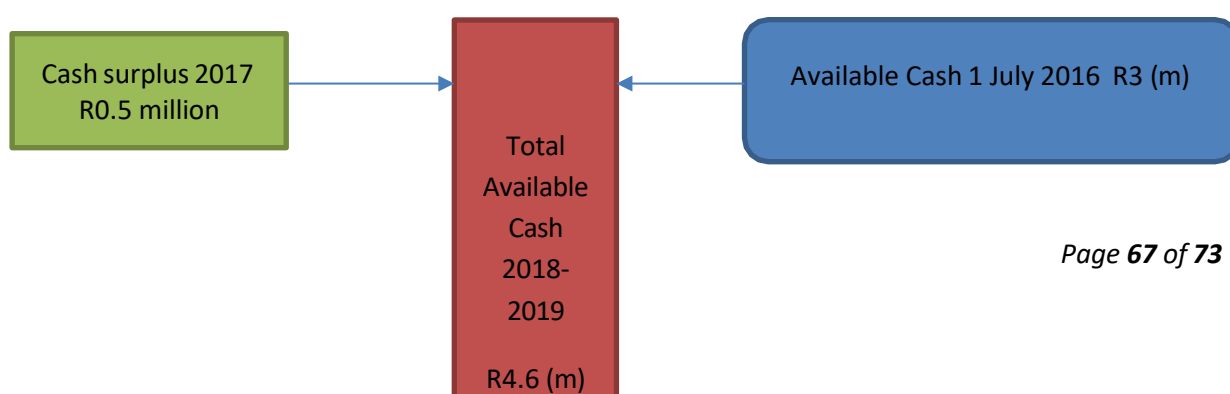 Cash surplus 2017
R0.5 million
Available Cash 1 July 2016  R3 (m)
Total
Available
Cash
2018-
2019
R4.6 (m)
Page 67 of 73